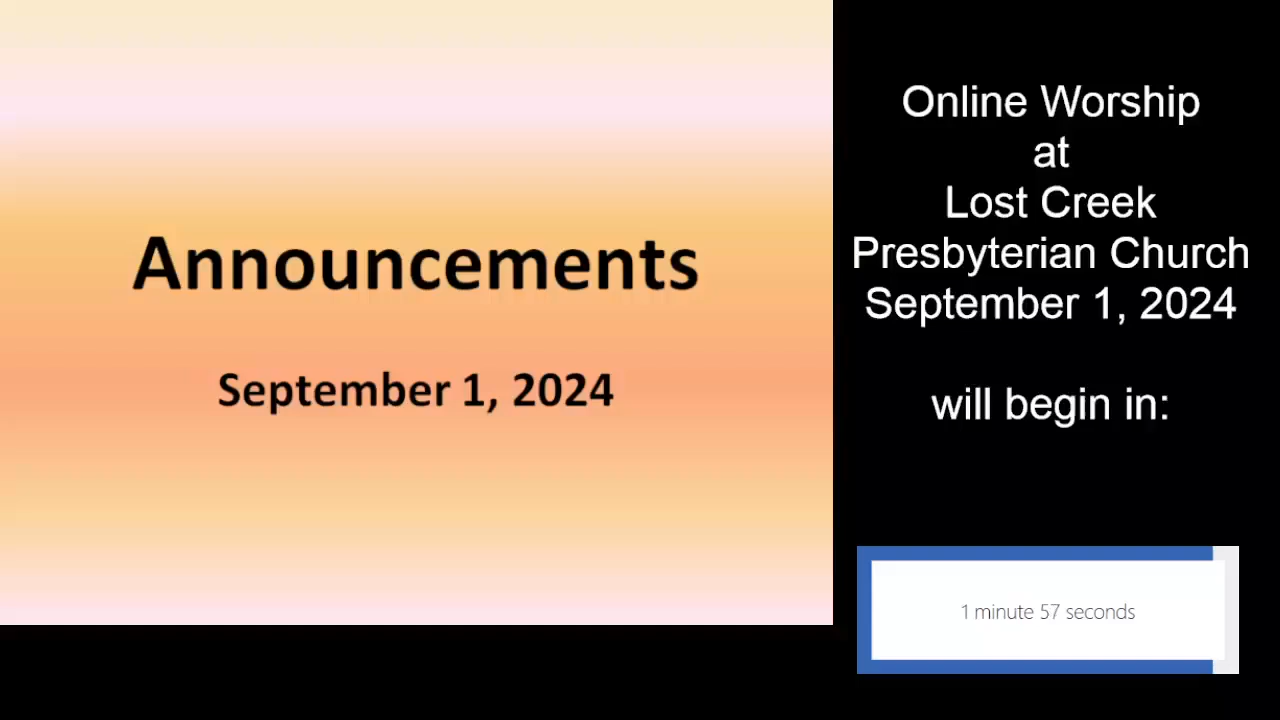 Announcements
September 1, 2024
Online Worship
at
Lost Creek
Presbyterian Church
September 1, 2024
will begin in:
1 minute 57 seconds